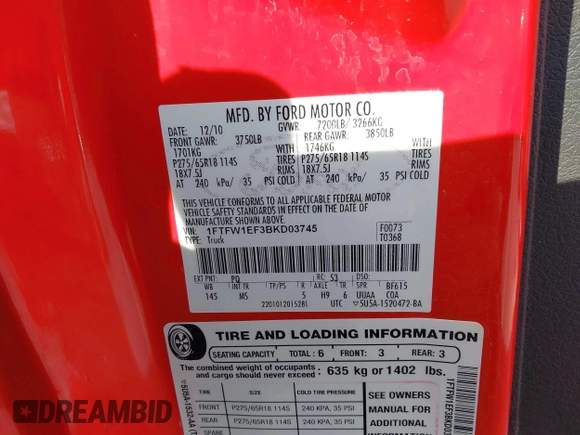 MFD. BY FORD MOTOR CO.
DATE: 12/10 GVWR: 7200LB/ 3266KG
FRONT GAWR: 3750LB REAR GAWR: 3850LB
1701KG WITH 1746KG WITH
P275/65R18 114S TIRES P275/65R18 114S TIRES
18X7.5J RIMS 18X7.5J RIMS
AT 240 kPa/ 35 PSI COLD AT 240 kPa/ 35 PSI COLD
THIS VEHICLE CONFORMS TO ALL APPLICABLE FEDERAL MOTOR
VEHICLE SAFETY STANDARDS IN EFFECT ON THE DATE OF
MANUFACTURE SHOWN ABOVE.
VIN: 1FTFW1EF3BKD03745 F0073
TYPE: Truck T0368
EXT PNT: PQ RC: 53 DSO:
WB INT TR TP/PS R AXLE TR SPR BF615
145 MS 5 H9 6 UUAA COA
2201012015281 UTC 5U5A-1520472-BA
TIRE AND LOADING INFORMATION
SEATING CAPACITY TOTAL: 6 FRONT: 3 REAR: 3
The combined weight of occupants
and cargo should never exceed: 635 kg or 1402 lbs.
TIRE SIZE COLD TIRE PRESSURE SEE OWNERS
FRONT P275/65R18 114S 240 KPA, 35 PSI MANUAL FOR
REAR P275/65R18 114S 240 KPA, 35 PSI ADDITIONAL
SPARE
5U5A-1532-AA
DREAMBID